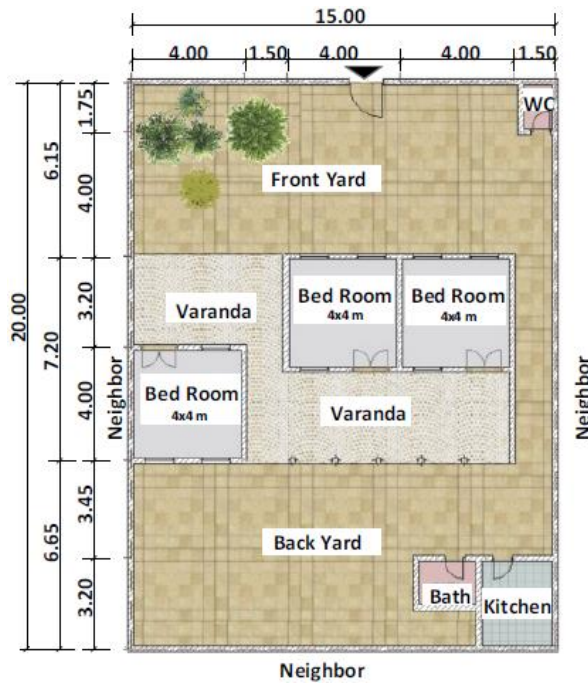 15.00
4.00 1.50 4.00 4.00 1.50
WC
1.75
6.15
4.00
Front Yard
20.00
3.20
7.20
4.00
Varanda
Bed Room
4x4 m
Bed Room
4x4 m
Neighbor
Bed Room
4x4 m
Varanda
Neighbor
3.45
6.65
3.20
Back Yard
Bath
Kitchen
Neighbor